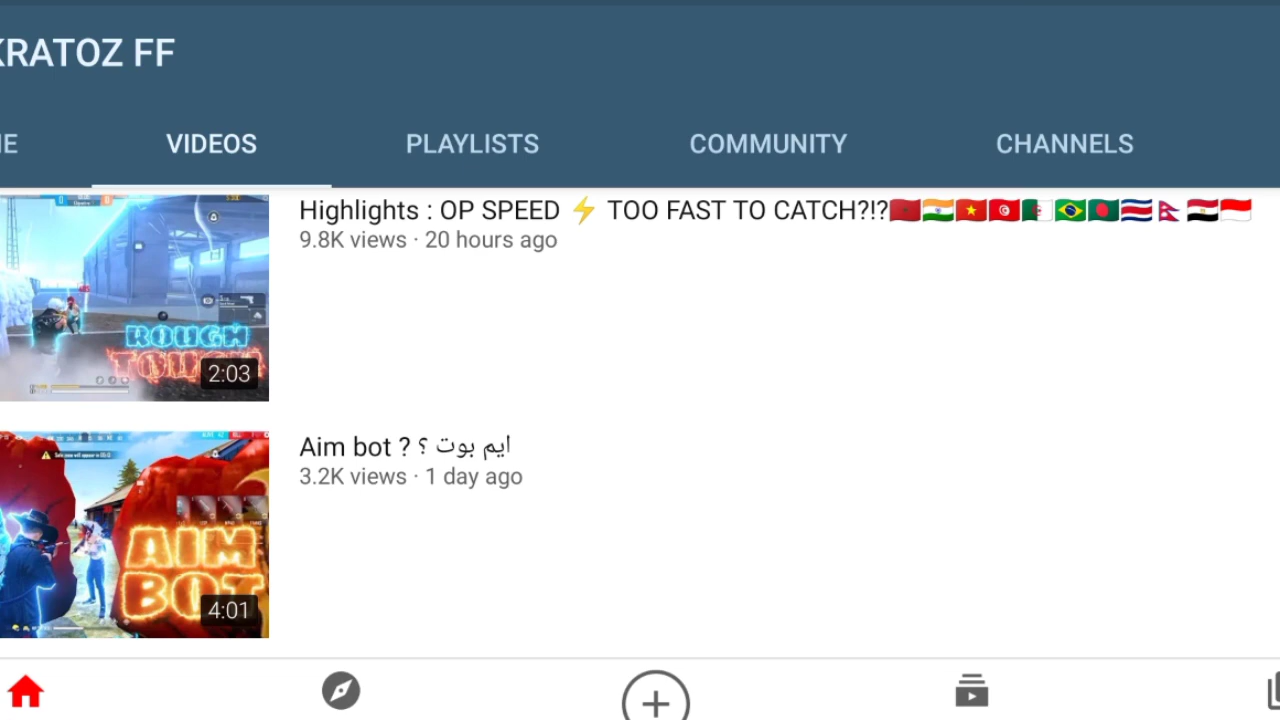 KRATOZ FF
VIDEOS
PLAYLISTS
COMMUNITY
CHANNELS
Highlights : OP SPEED ⚡ TOO FAST TO CATCH?!?🇲🇦🇮🇳🇻🇳🇹🇳🇩🇿🇧🇷🇧🇩🇨🇷🇳🇵🇪🇬🇮🇩
9.8K views · 20 hours ago
ROUGH
TOUGH
2:03
Aim bot ? ايم بوت ؟
3.2K views · 1 day ago
AIM
BOT
4:01